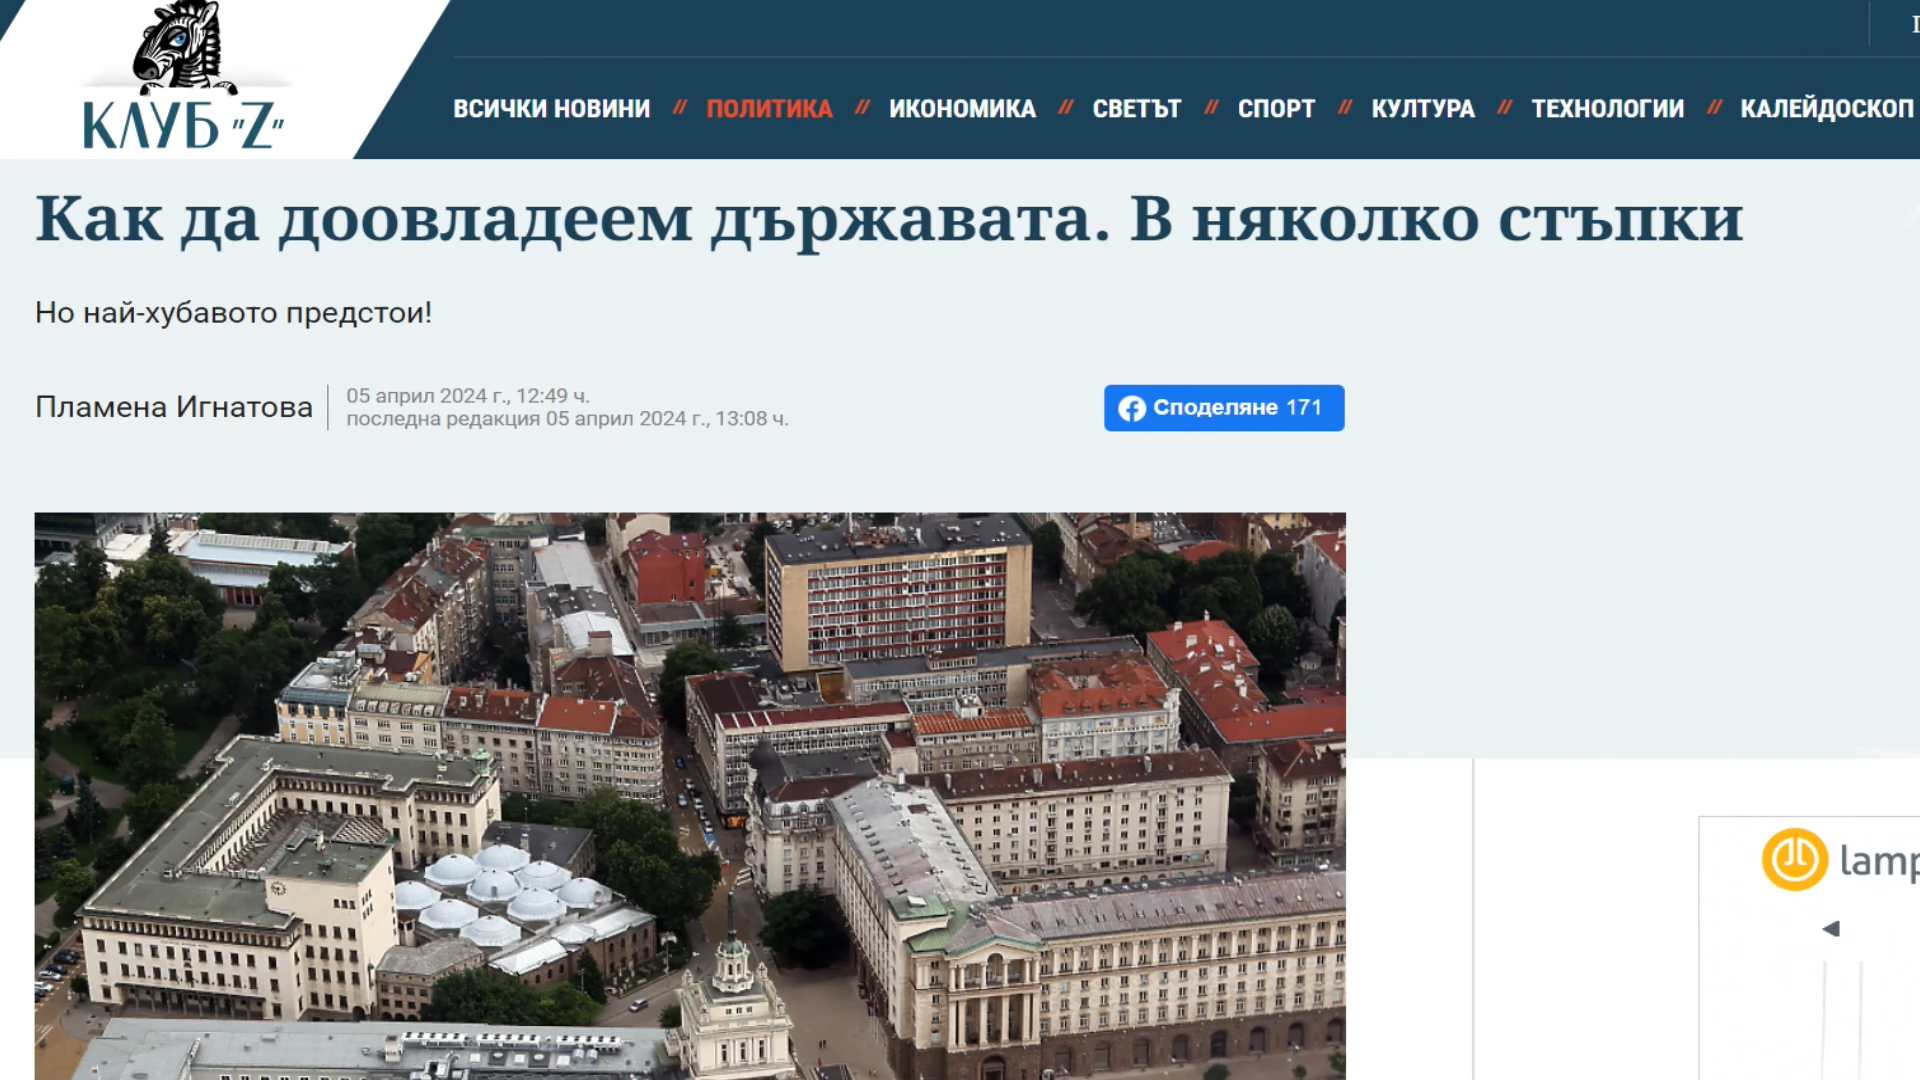 КЛУБ "Z"
ВСИЧКИ НОВИНИ // ПОЛИТИКА // ИКОНОМИКА // СВЕТЪТ // СПОРТ // КУЛТУРА // ТЕХНОЛОГИИ // КАЛЕЙДОСКОП
Как да доовладеем държавата. В няколко стъпки
Но най-хубавото предстои!
Пламена Игнатова
05 април 2024 г., 12:49 ч.
последна редакция 05 април 2024 г., 13:08 ч.
Споделяне 171
lamp